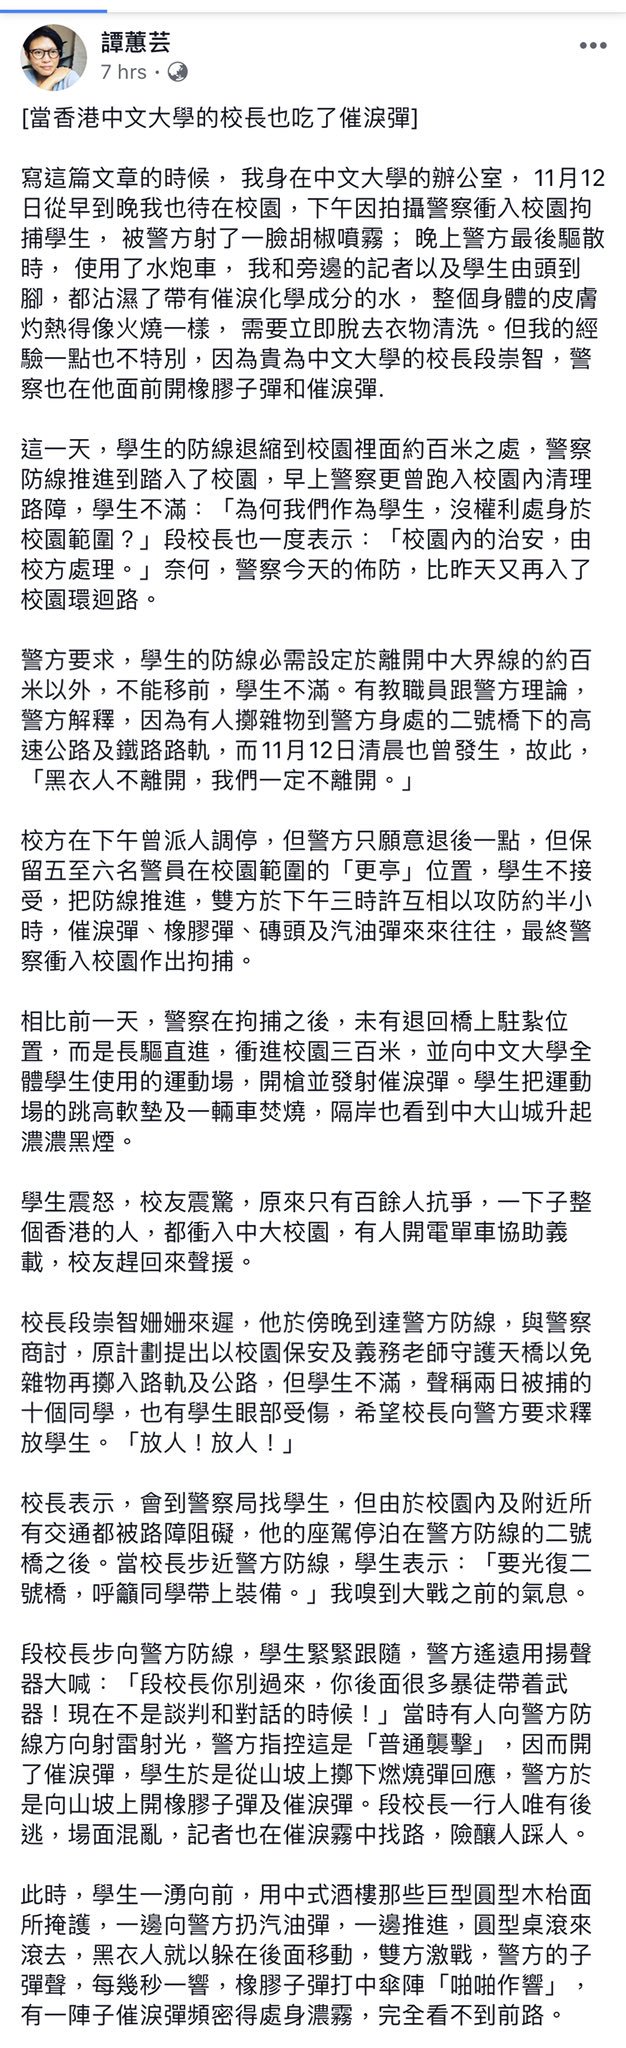 譚蕙芸
7 hrs ·
[當香港中文大學的校長也吃了催淚彈]
寫這篇文章的時候， 我身在中文大學的辦公室， 11月12
日從早到晚我也待在校園，下午因拍攝警察衝入校園拘
捕學生， 被警方射了一臉胡椒噴霧； 晚上警方最後驅散
時， 使用了水炮車， 我和旁邊的記者以及學生由頭到
腳，都沾濕了帶有催淚化學成分的水， 整個身體的皮膚
灼熱得像火燒一樣， 需要立即脫去衣物清洗。但我的經
驗一點也不特別，因為貴為中文大學的校長段崇智，警
察也在他面前開橡膠子彈和催淚彈.
這一天，學生的防線退縮到校園裡面約百米之處，警察
防線推進到踏入了校園，早上警察更曾跑入校園內清理
路障，學生不滿：「為何我們作為學生，沒權利處身於
校園範圍？」段校長也一度表示：「校園內的治安，由
校方處理。」奈何，警察今天的佈防，比昨天又再入了
校園環迴路。
警方要求，學生的防線必需設定於離開中大界線的約百
米以外，不能移前，學生不滿。有教職員跟警方理論，
警方解釋，因為有人擲雜物到警方身處的二號橋下的高
速公路及鐵路路軌，而11月12日清晨也曾發生，故此，
「黑衣人不離開，我們一定不離開。」
校方在下午曾派人調停，但警方只願意退後一點，但保
留五至六名警員在校園範圍的「更亭」位置，學生不接
受，把防線推進，雙方於下午三時許互相以攻防約半小
時，催淚彈、橡膠彈、磚頭及汽油彈來來往往，最終警
察衝入校園作出拘捕。
相比前一天，警察在拘捕之後，未有退回橋上駐紮位
置，而是長驅直進，衝進校園三百米，並向中文大學全
體學生使用的運動場，開槍並發射催淚彈。學生把運動
場的跳高軟墊及一輛車焚燒，隔岸也看到中大山城升起
濃濃黑煙。
學生震怒，校友震驚，原來只有百餘人抗爭，一下子整
個香港的人，都衝入中大校園，有人開電單車協助義
載，校友趕回來聲援。
校長段崇智姍姍來遲，他於傍晚到達警方防線，與警察
商討，原計劃提出以校園保安及義務老師守護天橋以免
雜物再擲入路軌及公路，但學生不滿，聲稱兩日被捕的
十個同學，也有學生眼部受傷，希望校長向警方要求釋
放學生。「放人！放人！」
校長表示，會到警察局找學生，但由於校園內及附近所
有交通都被路障阻礙，他的座駕停泊在警方防線的二號
橋之後。當校長步近警方防線，學生表示：「要光復二
號橋，呼籲同學帶上裝備。」我嗅到大戰之前的氣息。
段校長步向警方防線，學生緊緊跟隨，警方遙遠用揚聲
器大喊：「段校長你別過來，你後面很多暴徒帶着武
器！現在不是談判和對話的時候！」當時有人向警方防
線方向射雷射光，警方指控這是「普通襲擊」，因而開
了催淚彈，學生於是從山坡上擲下燃燒彈回應，警方於
是向山坡上開橡膠子彈及催淚彈。段校長一行人唯有後
逃，場面混亂，記者也在催淚霧中找路，險釀人踩人。
此時，學生一湧向前，用中式酒樓那些巨型圓型木枱面
所掩護，一邊向警方扔汽油彈，一邊推進，圓型桌滾來
滾去，黑衣人就以躲在後面移動，雙方激戰，警方的子
彈聲，每幾秒一響，橡膠子彈打中傘陣「啪啪作響」，
有一陣子催淚彈頻密得處身濃霧，完全看不到前路。